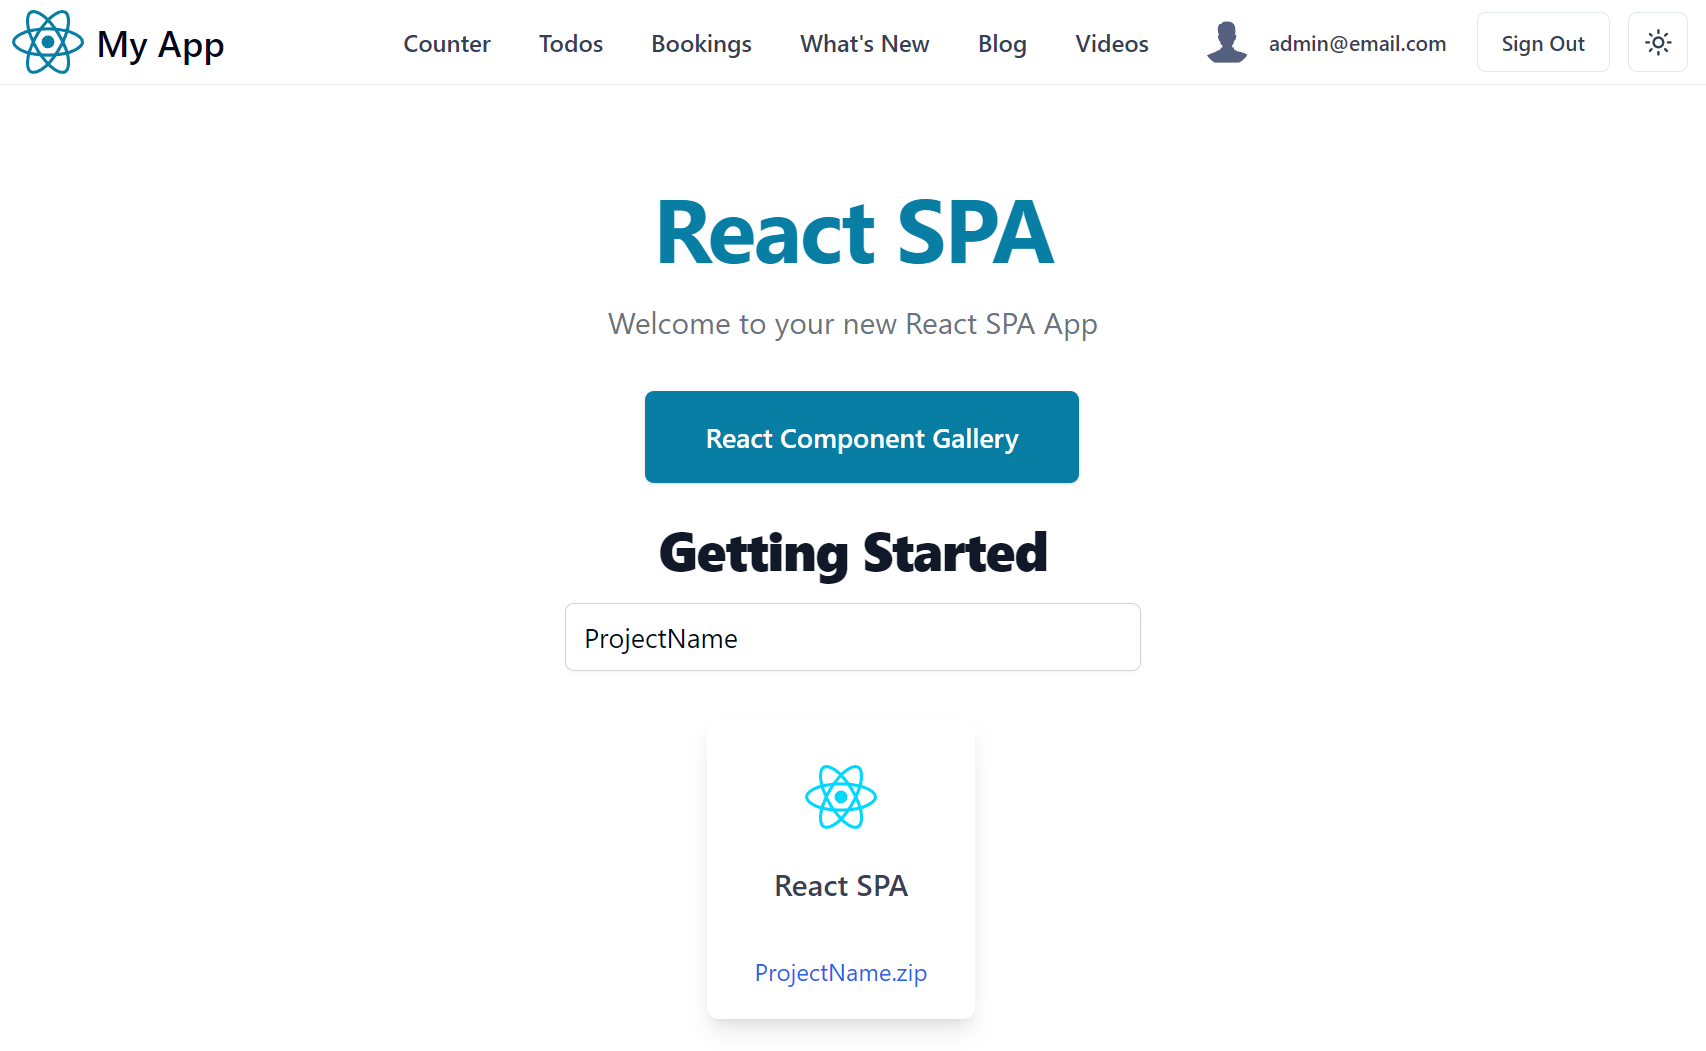 My App Counter Todos Bookings What's New Blog Videos admin@email.com Sign Out
React SPA
Welcome to your new React SPA App
React Component Gallery
Getting Started
ProjectName
React SPA
ProjectName.zip